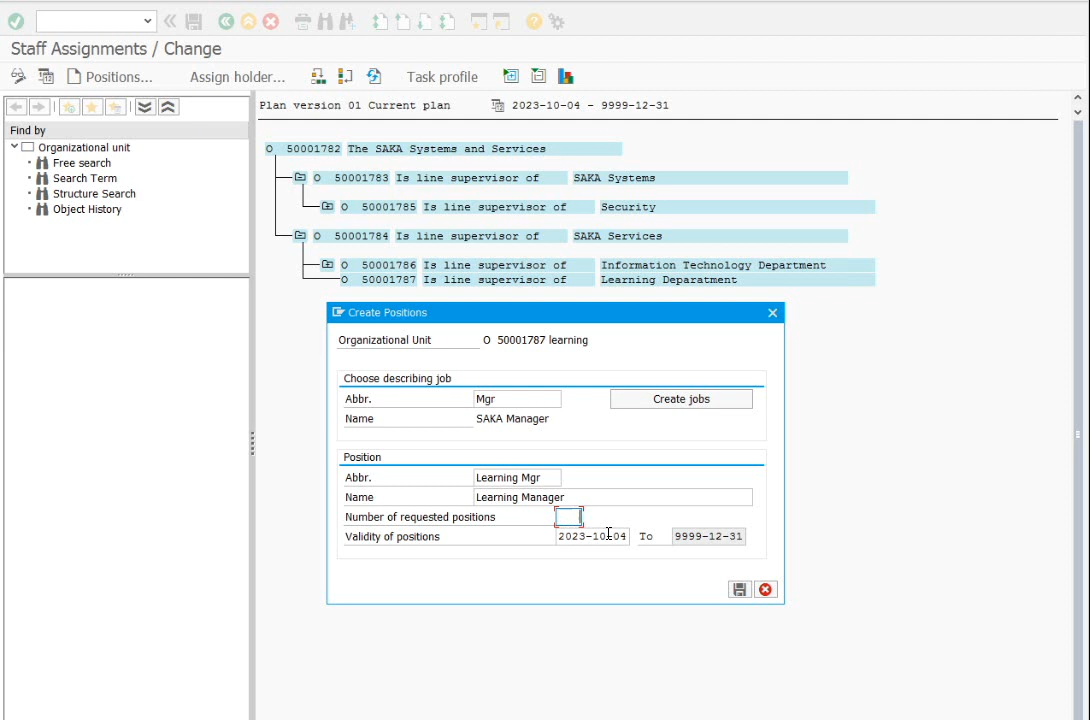 Staff Assignments / Change
Positions... Assign holder... Task profile
Find by
Organizational unit
Free search
Search Term
Structure Search
Object History
Plan version 01 Current plan 2023-10-04 - 9999-12-31
O 50001782 The SAKA Systems and Services
O 50001783 Is line supervisor of SAKA Systems
O 50001785 Is line supervisor of Security
O 50001784 Is line supervisor of SAKA Services
O 50001786 Is line supervisor of Information Technology Department
O 50001787 Is line supervisor of Learning Deparatment
Create Positions
Organizational Unit O 50001787 learning
Choose describing job
Abbr. Mgr Create jobs
Name SAKA Manager
Position
Abbr. Learning Mgr
Name Learning Manager
Number of requested positions
Validity of positions 2023-10-04 To 9999-12-31